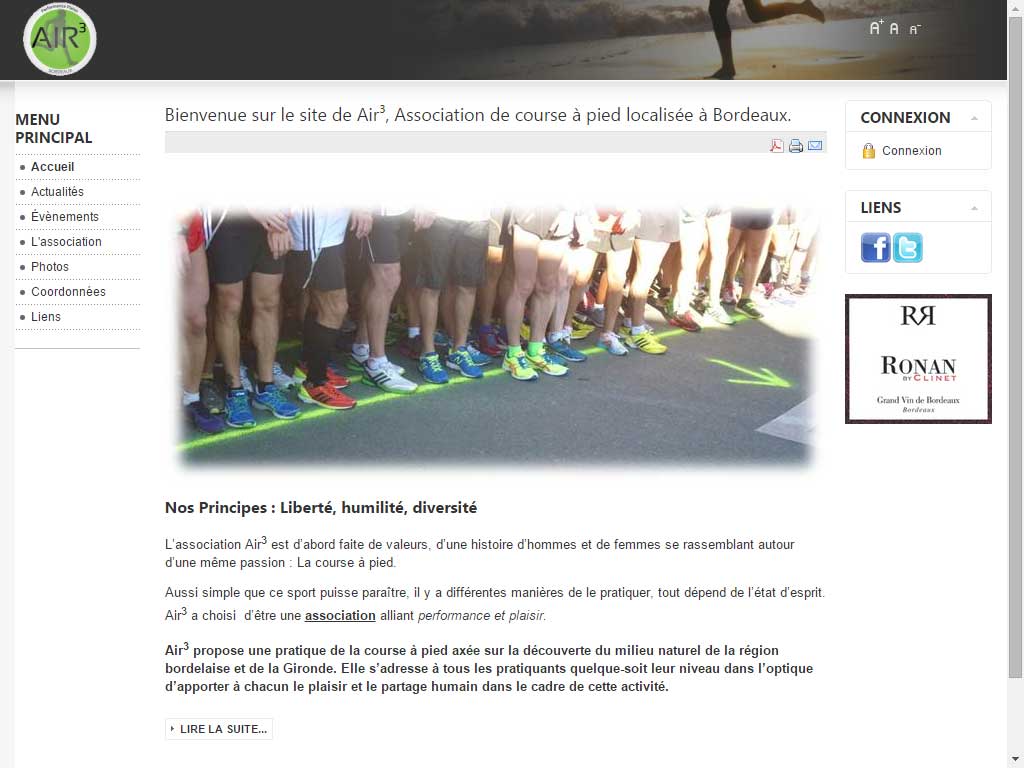 Performance Plaisir
AIR³
BORDEAUX
A+ A A-
MENU
PRINCIPAL
Accueil
Actualités
Évènements
L'association
Photos
Coordonnées
Liens
Bienvenue sur le site de Air³, Association de course à pied localisée à Bordeaux.
Nos Principes : Liberté, humilité, diversité
L’association Air³ est d’abord faite de valeurs, d’une histoire d’hommes et de femmes se rassemblant autour
d’une même passion : La course à pied.
Aussi simple que ce sport puisse paraître, il y a différentes manières de le pratiquer, tout dépend de l’état d’esprit.
Air³ a choisi  d’être une association alliant performance et plaisir.
Air³ propose une pratique de la course à pied axée sur la découverte du milieu naturel de la région
bordelaise et de la Gironde. Elle s’adresse à tous les pratiquants quelque-soit leur niveau dans l’optique
d’apporter à chacun le plaisir et le partage humain dans le cadre de cette activité.
LIRE LA SUITE...
CONNEXION
Connexion
LIENS
RR
RONAN
BY CLINET
Grand Vin de Bordeaux
Bordeaux